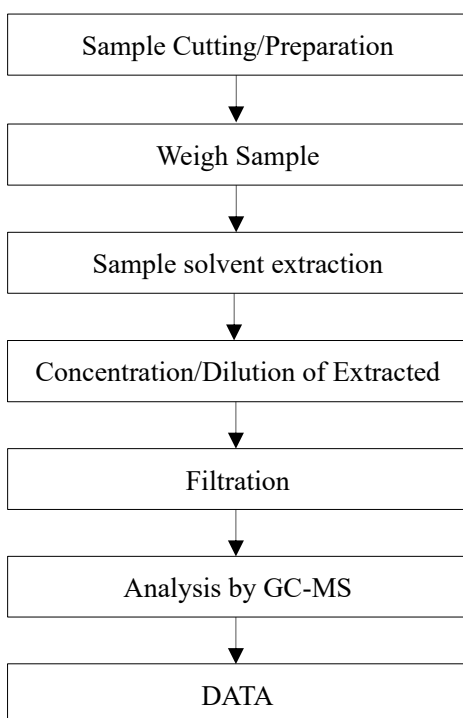 Sample Cutting/Preparation
Weigh Sample
Sample solvent extraction
Concentration/Dilution of Extracted
Filtration
Analysis by GC-MS
DATA